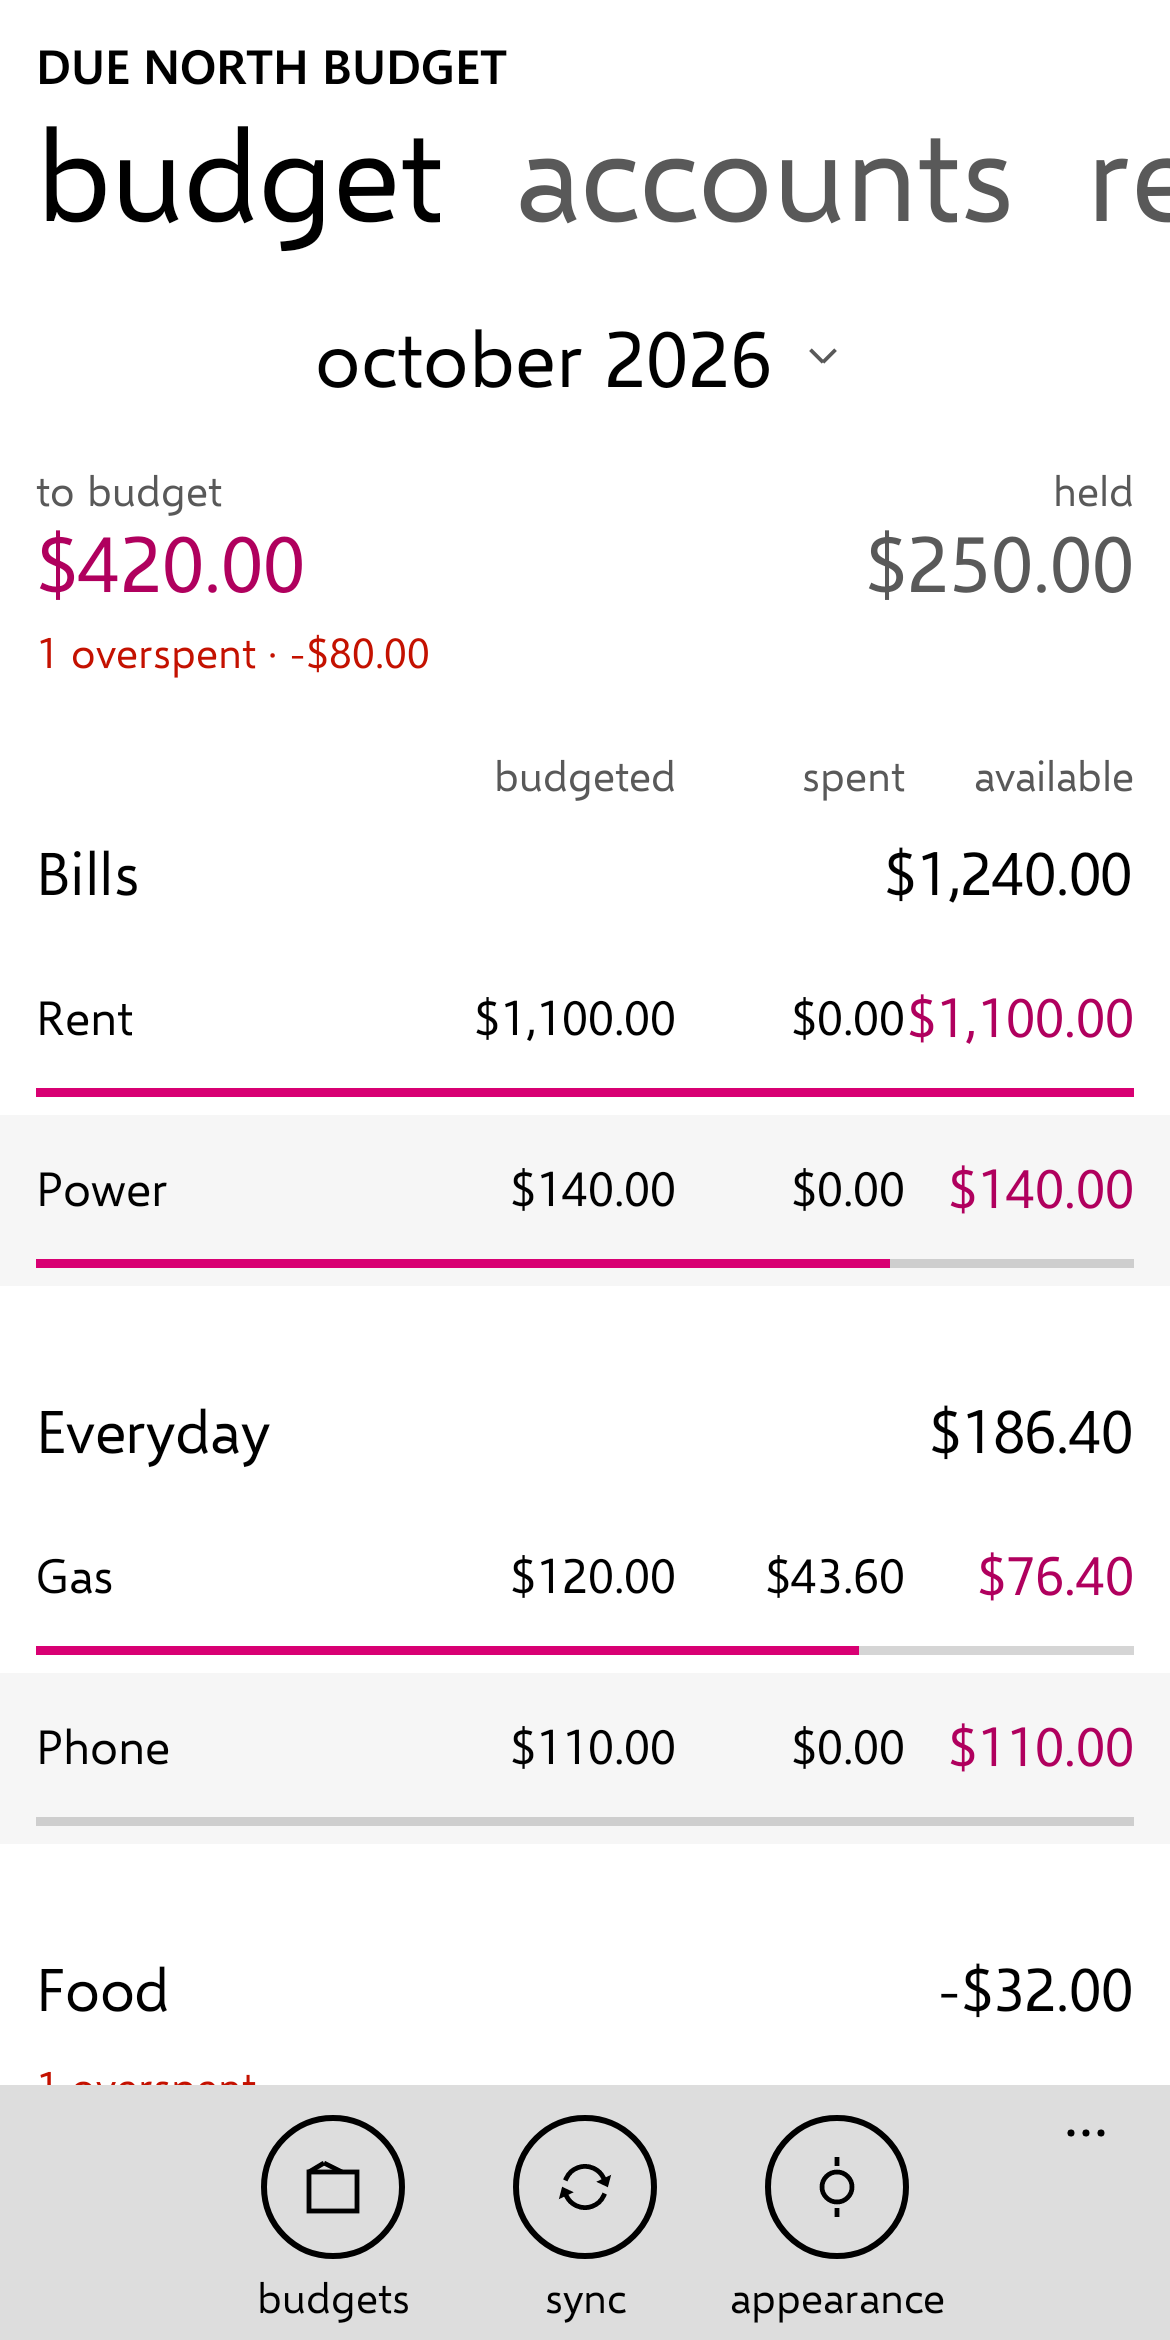 DUE NORTH BUDGET
budget accounts re
october 2026
to budget held
$420.00 $250.00
1 overspent · -$80.00
budgeted spent available
Bills $1,240.00
Rent $1,100.00 $0.00 $1,100.00
Power $140.00 $0.00 $140.00
Everyday $186.40
Gas $120.00 $43.60 $76.40
Phone $110.00 $0.00 $110.00
Food -$32.00
1 overspent
budgets sync appearance